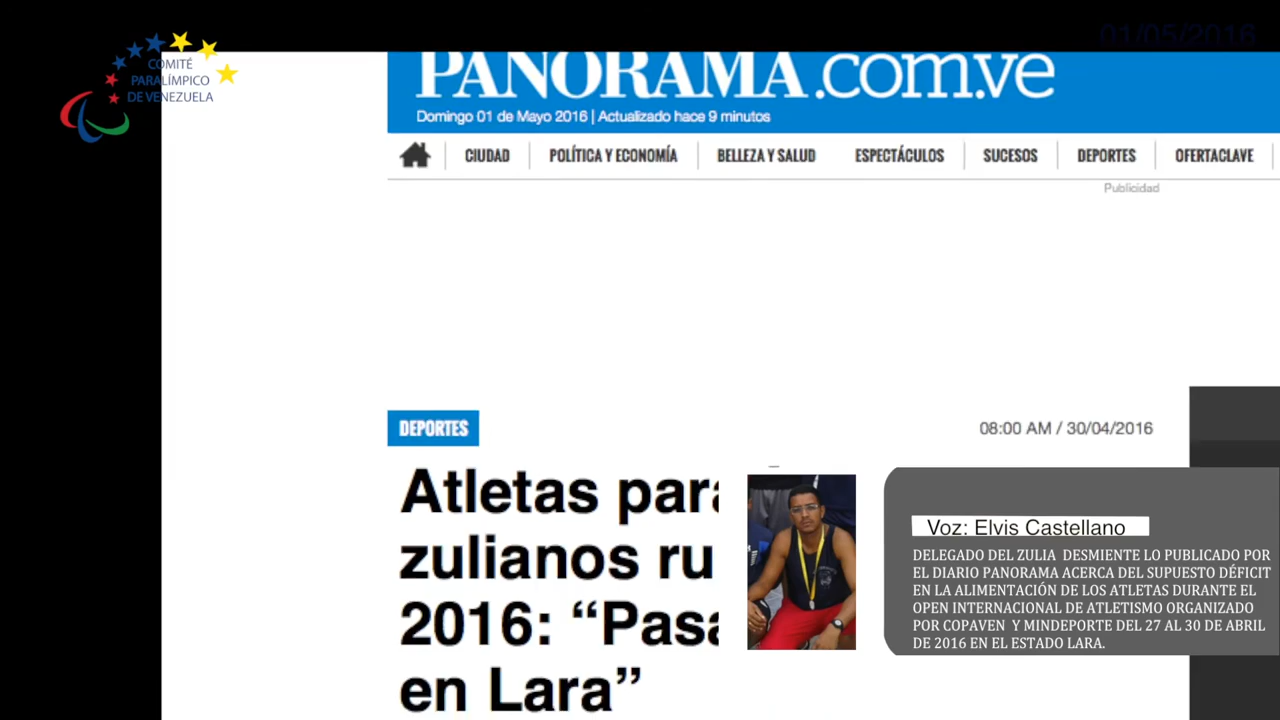 01/05/2016
COMITÉ
PARALÍMPICO
DE VENEZUELA
PANORAMA.com.ve
Domingo 01 de Mayo 2016 | Actualizado hace 9 minutos
CIUDAD POLÍTICA Y ECONOMÍA BELLEZA Y SALUD ESPECTÁCULOS SUCESOS DEPORTES OFERTACLAVE
Publicidad
DEPORTES
08:00 AM / 30/04/2016
Atletas para
zulianos ru
2016: “Pasa
en Lara”
Voz: Elvis Castellano
DELEGADO DEL ZULIA DESMIENTE LO PUBLICADO POR
EL DIARIO PANORAMA ACERCA DEL SUPUESTO DÉFICIT
EN LA ALIMENTACIÓN DE LOS ATLETAS DURANTE EL
OPEN INTERNACIONAL DE ATLETISMO ORGANIZADO
POR COPAVEN Y MINDEPORTE DEL 27 AL 30 DE ABRIL
DE 2016 EN EL ESTADO LARA.